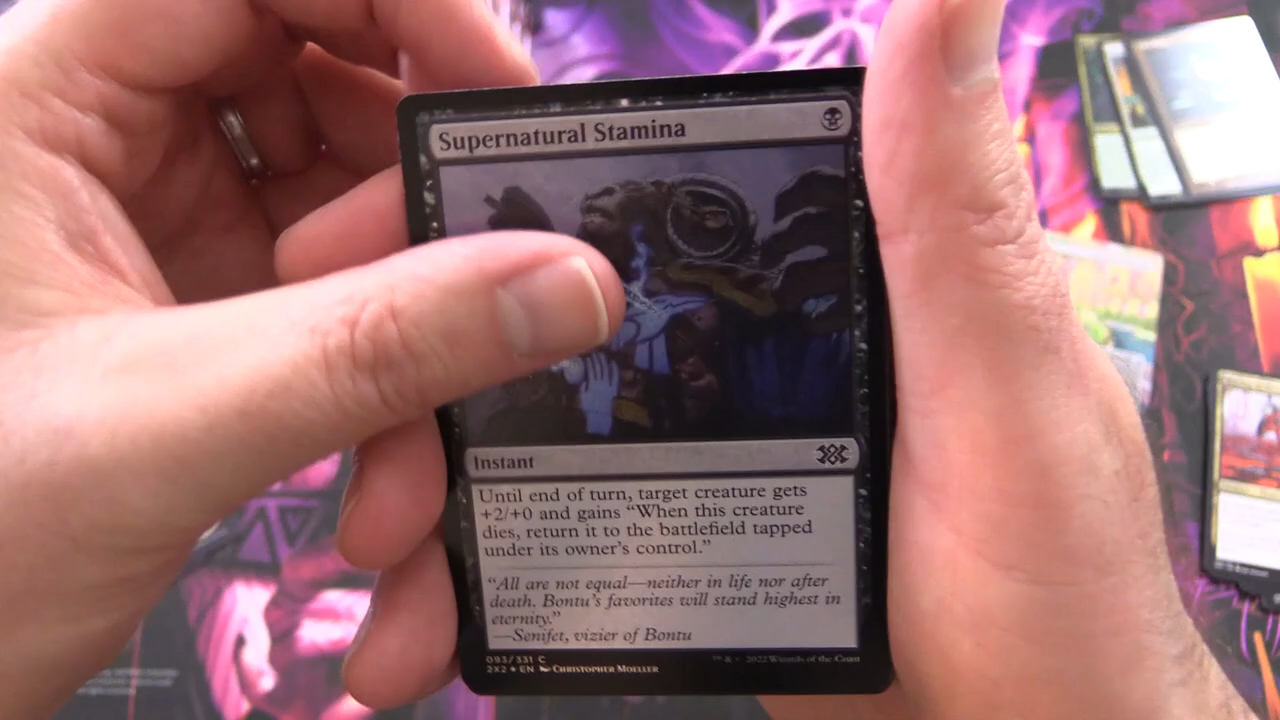 Supernatural Stamina
Instant
Until end of turn, target creature gets
+2/+0 and gains “When this creature
dies, return it to the battlefield tapped
under its owner's control.”
“All are not equal—neither in life nor after
death. Bontu's favorites will stand highest in
eternity.”
—Senifet, vizier of Bontu
093/331 C
2X2 ★ EN Christopher Moeller
™ & © 2022 Wizards of the Coast